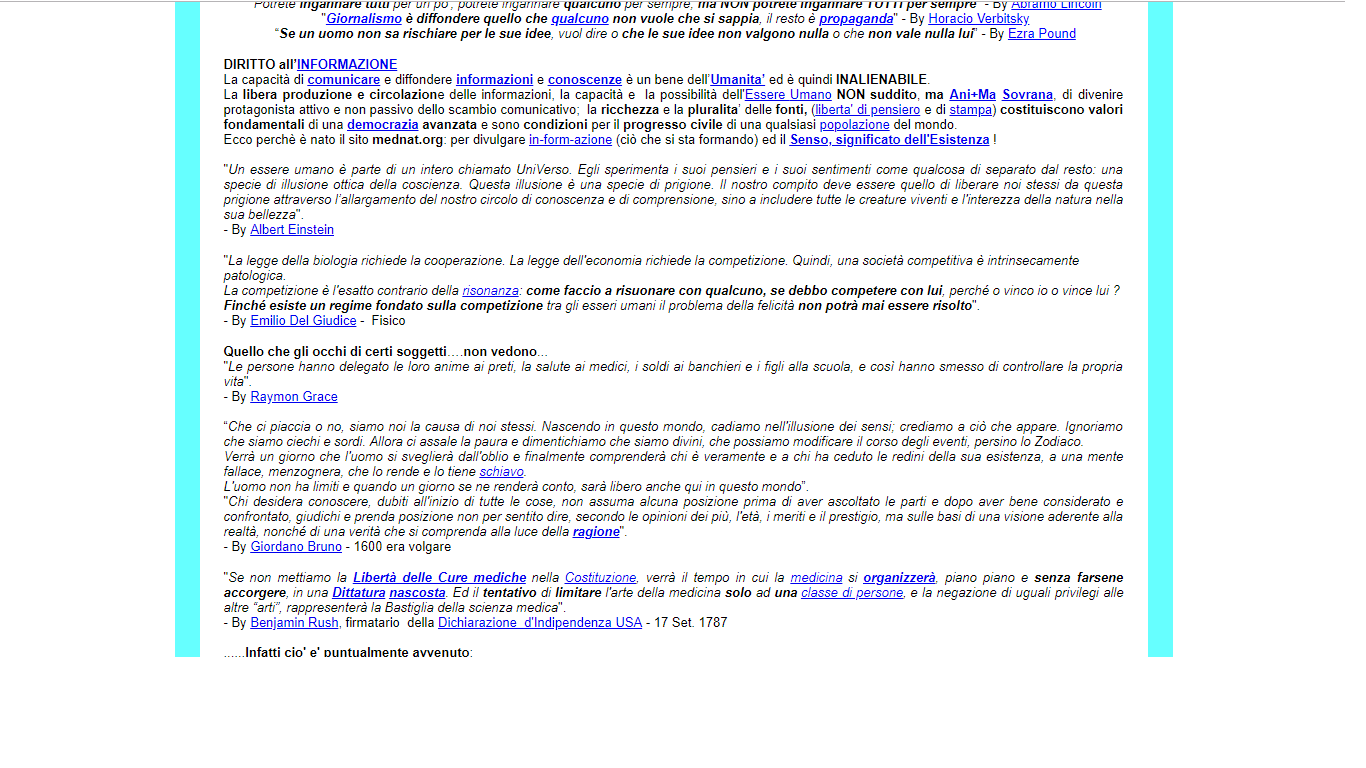 "Potrete ingannare tutti per un po', potrete ingannare qualcuno per sempre, ma NON potrete ingannare TUTTI per sempre" - By Abramo Lincoln
"Giornalismo è diffondere quello che qualcuno non vuole che si sappia, il resto è propaganda" - By Horacio Verbitsky
“Se un uomo non sa rischiare per le sue idee, vuol dire o che le sue idee non valgono nulla o che non vale nulla lui” - By Ezra Pound
DIRITTO all’INFORMAZIONE
La capacità di comunicare e diffondere informazioni e conoscenze è un bene dell’Umanita’ ed è quindi INALIENABILE.
La libera produzione e circolazione delle informazioni, la capacità e la possibilità dell’Essere Umano NON suddito, ma Ani+Ma Sovrana, di divenire
protagonista attivo e non passivo dello scambio comunicativo; la ricchezza e la pluralita’ delle fonti, (liberta’ di pensiero e di stampa) costituiscono valori
fondamentali di una democrazia avanzata e sono condizioni per il progresso civile di una qualsiasi popolazione del mondo.
Ecco perchè è nato il sito mednat.org: per divulgare in-form-azione (ciò che si sta formando) ed il Senso, significato dell'Esistenza !
"Un essere umano è parte di un intero chiamato UniVerso. Egli sperimenta i suoi pensieri e i suoi sentimenti come qualcosa di separato dal resto: una
specie di illusione ottica della coscienza. Questa illusione è una specie di prigione. Il nostro compito deve essere quello di liberare noi stessi da questa
prigione attraverso l’allargamento del nostro circolo di conoscenza e di comprensione, sino a includere tutte le creature viventi e l'interezza della natura nella
sua bellezza".
- By Albert Einstein
"La legge della biologia richiede la cooperazione. La legge dell'economia richiede la competizione. Quindi, una società competitiva è intrinsecamente
patologica.
La competizione è l'esatto contrario della risonanza: come faccio a risuonare con qualcuno, se debbo competere con lui, perché o vinco io o vince lui ?
Finché esiste un regime fondato sulla competizione tra gli esseri umani il problema della felicità non potrà mai essere risolto".
- By Emilio Del Giudice - Fisico
Quello che gli occhi di certi soggetti….non vedono...
"Le persone hanno delegato le loro anime ai preti, la salute ai medici, i soldi ai banchieri e i figli alla scuola, e così hanno smesso di controllare la propria
vita".
- By Raymon Grace
“Che ci piaccia o no, siamo noi la causa di noi stessi. Nascendo in questo mondo, cadiamo nell'illusione dei sensi; crediamo a ciò che appare. Ignoriamo
che siamo ciechi e sordi. Allora ci assale la paura e dimentichiamo che siamo divini, che possiamo modificare il corso degli eventi, persino lo Zodiaco.
Verrà un giorno che l'uomo si sveglierà dall'oblio e finalmente comprenderà chi è veramente e a chi ha ceduto le redini della sua esistenza, a una mente
fallace, menzognera, che lo rende e lo tiene schiavo.
L'uomo non ha limiti e quando un giorno se ne renderà conto, sarà libero anche qui in questo mondo”.
"Chi desidera conoscere, dubiti all'inizio di tutte le cose, non assuma alcuna posizione prima di aver ascoltato le parti e dopo aver bene considerato e
confrontato, giudichi e prenda posizione non per sentito dire, secondo le opinioni dei più, l'età, i meriti e il prestigio, ma sulle basi di una visione aderente alla
realtà, nonché di una verità che si comprenda alla luce della ragione".
- By Giordano Bruno - 1600 era volgare
"Se non mettiamo la Libertà delle Cure mediche nella Costituzione, verrà il tempo in cui la medicina si organizzerà, piano piano e senza farsene
accorgere, in una Dittatura nascosta. Ed il tentativo di limitare l'arte della medicina solo ad una classe di persone, e la negazione di uguali privilegi alle
altre “arti”, rappresenterà la Bastiglia della scienza medica".
- By Benjamin Rush, firmatario della Dichiarazione d'Indipendenza USA - 17 Set. 1787
......Infatti cio' e' puntualmente avvenuto: